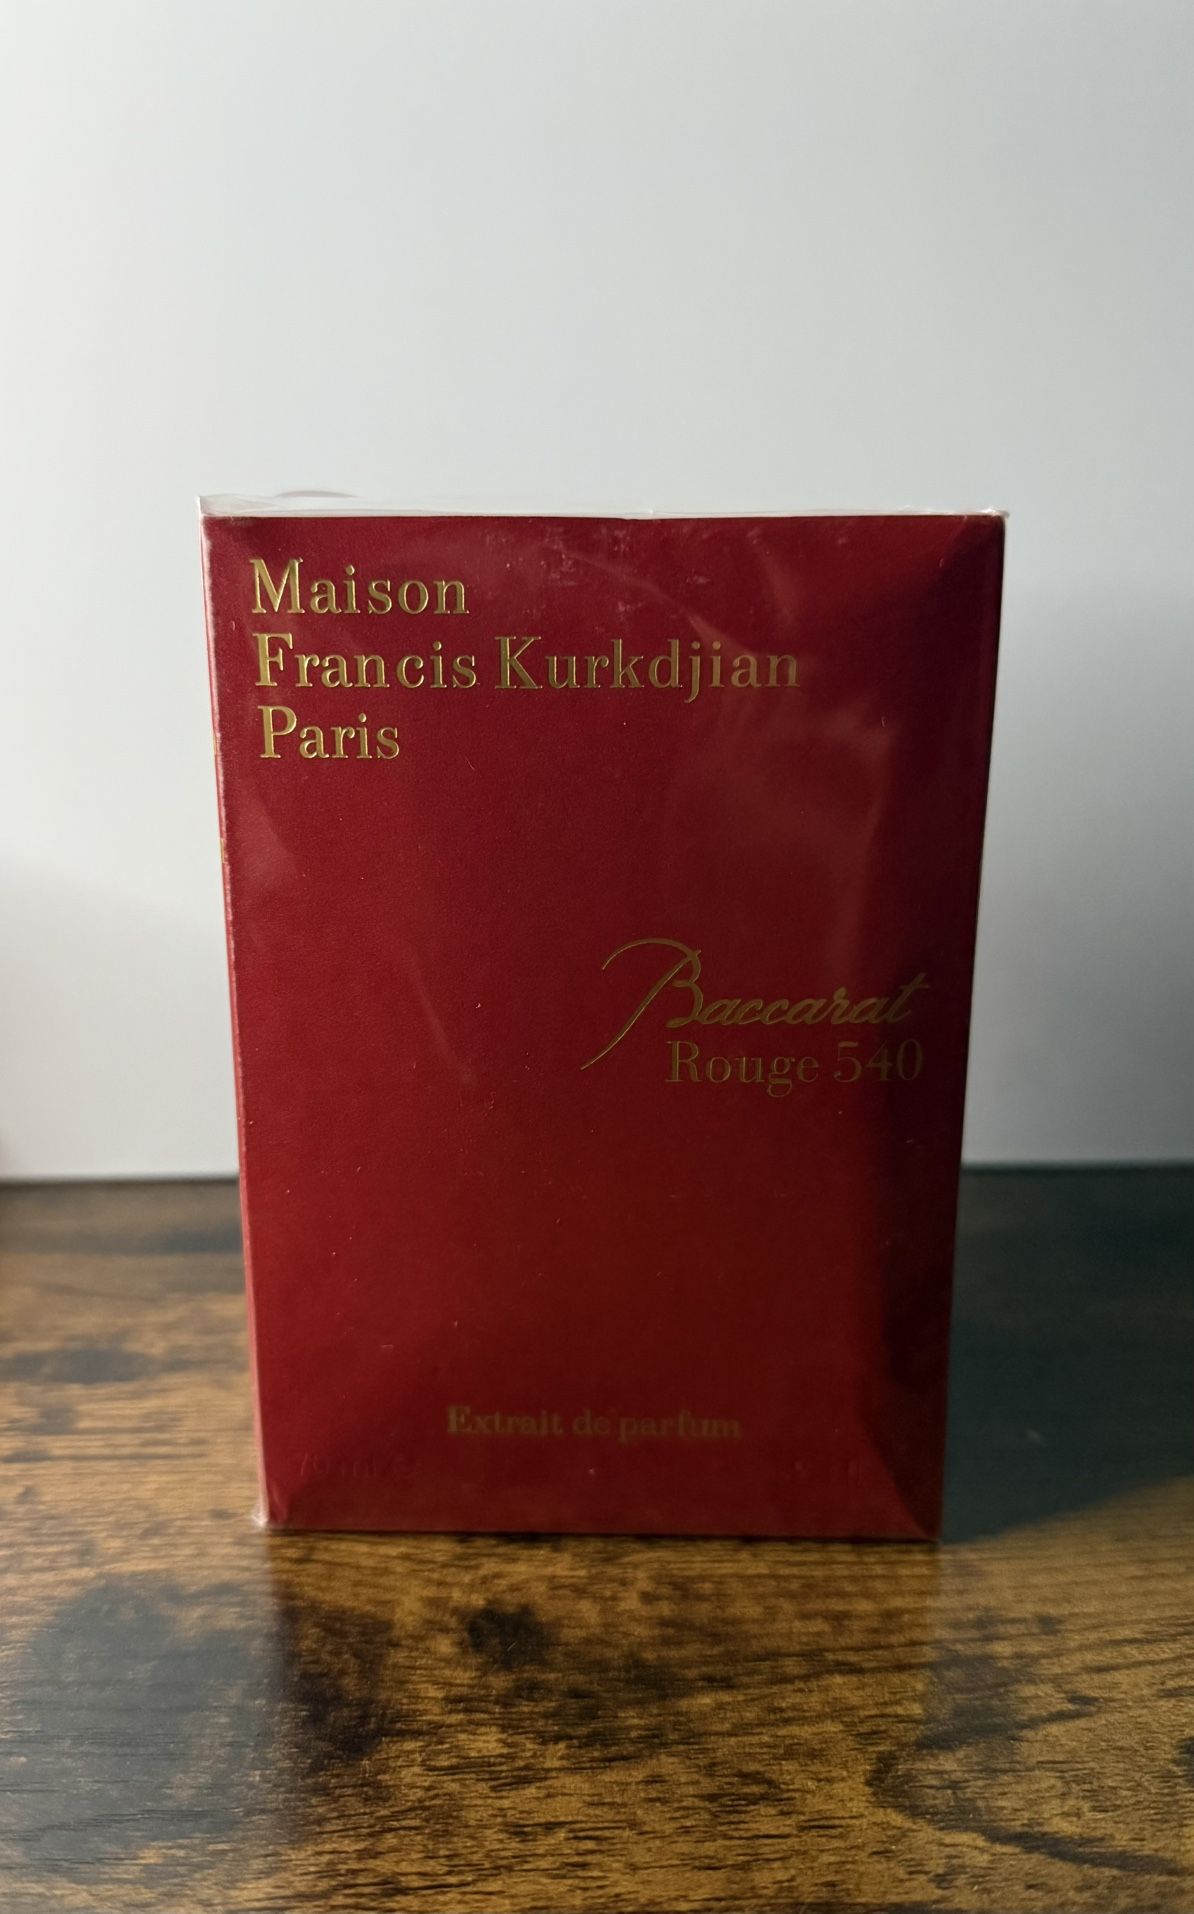 Maison
Francis Kurkdjian
Paris
Baccarat
Rouge 540
Extrait de parfum